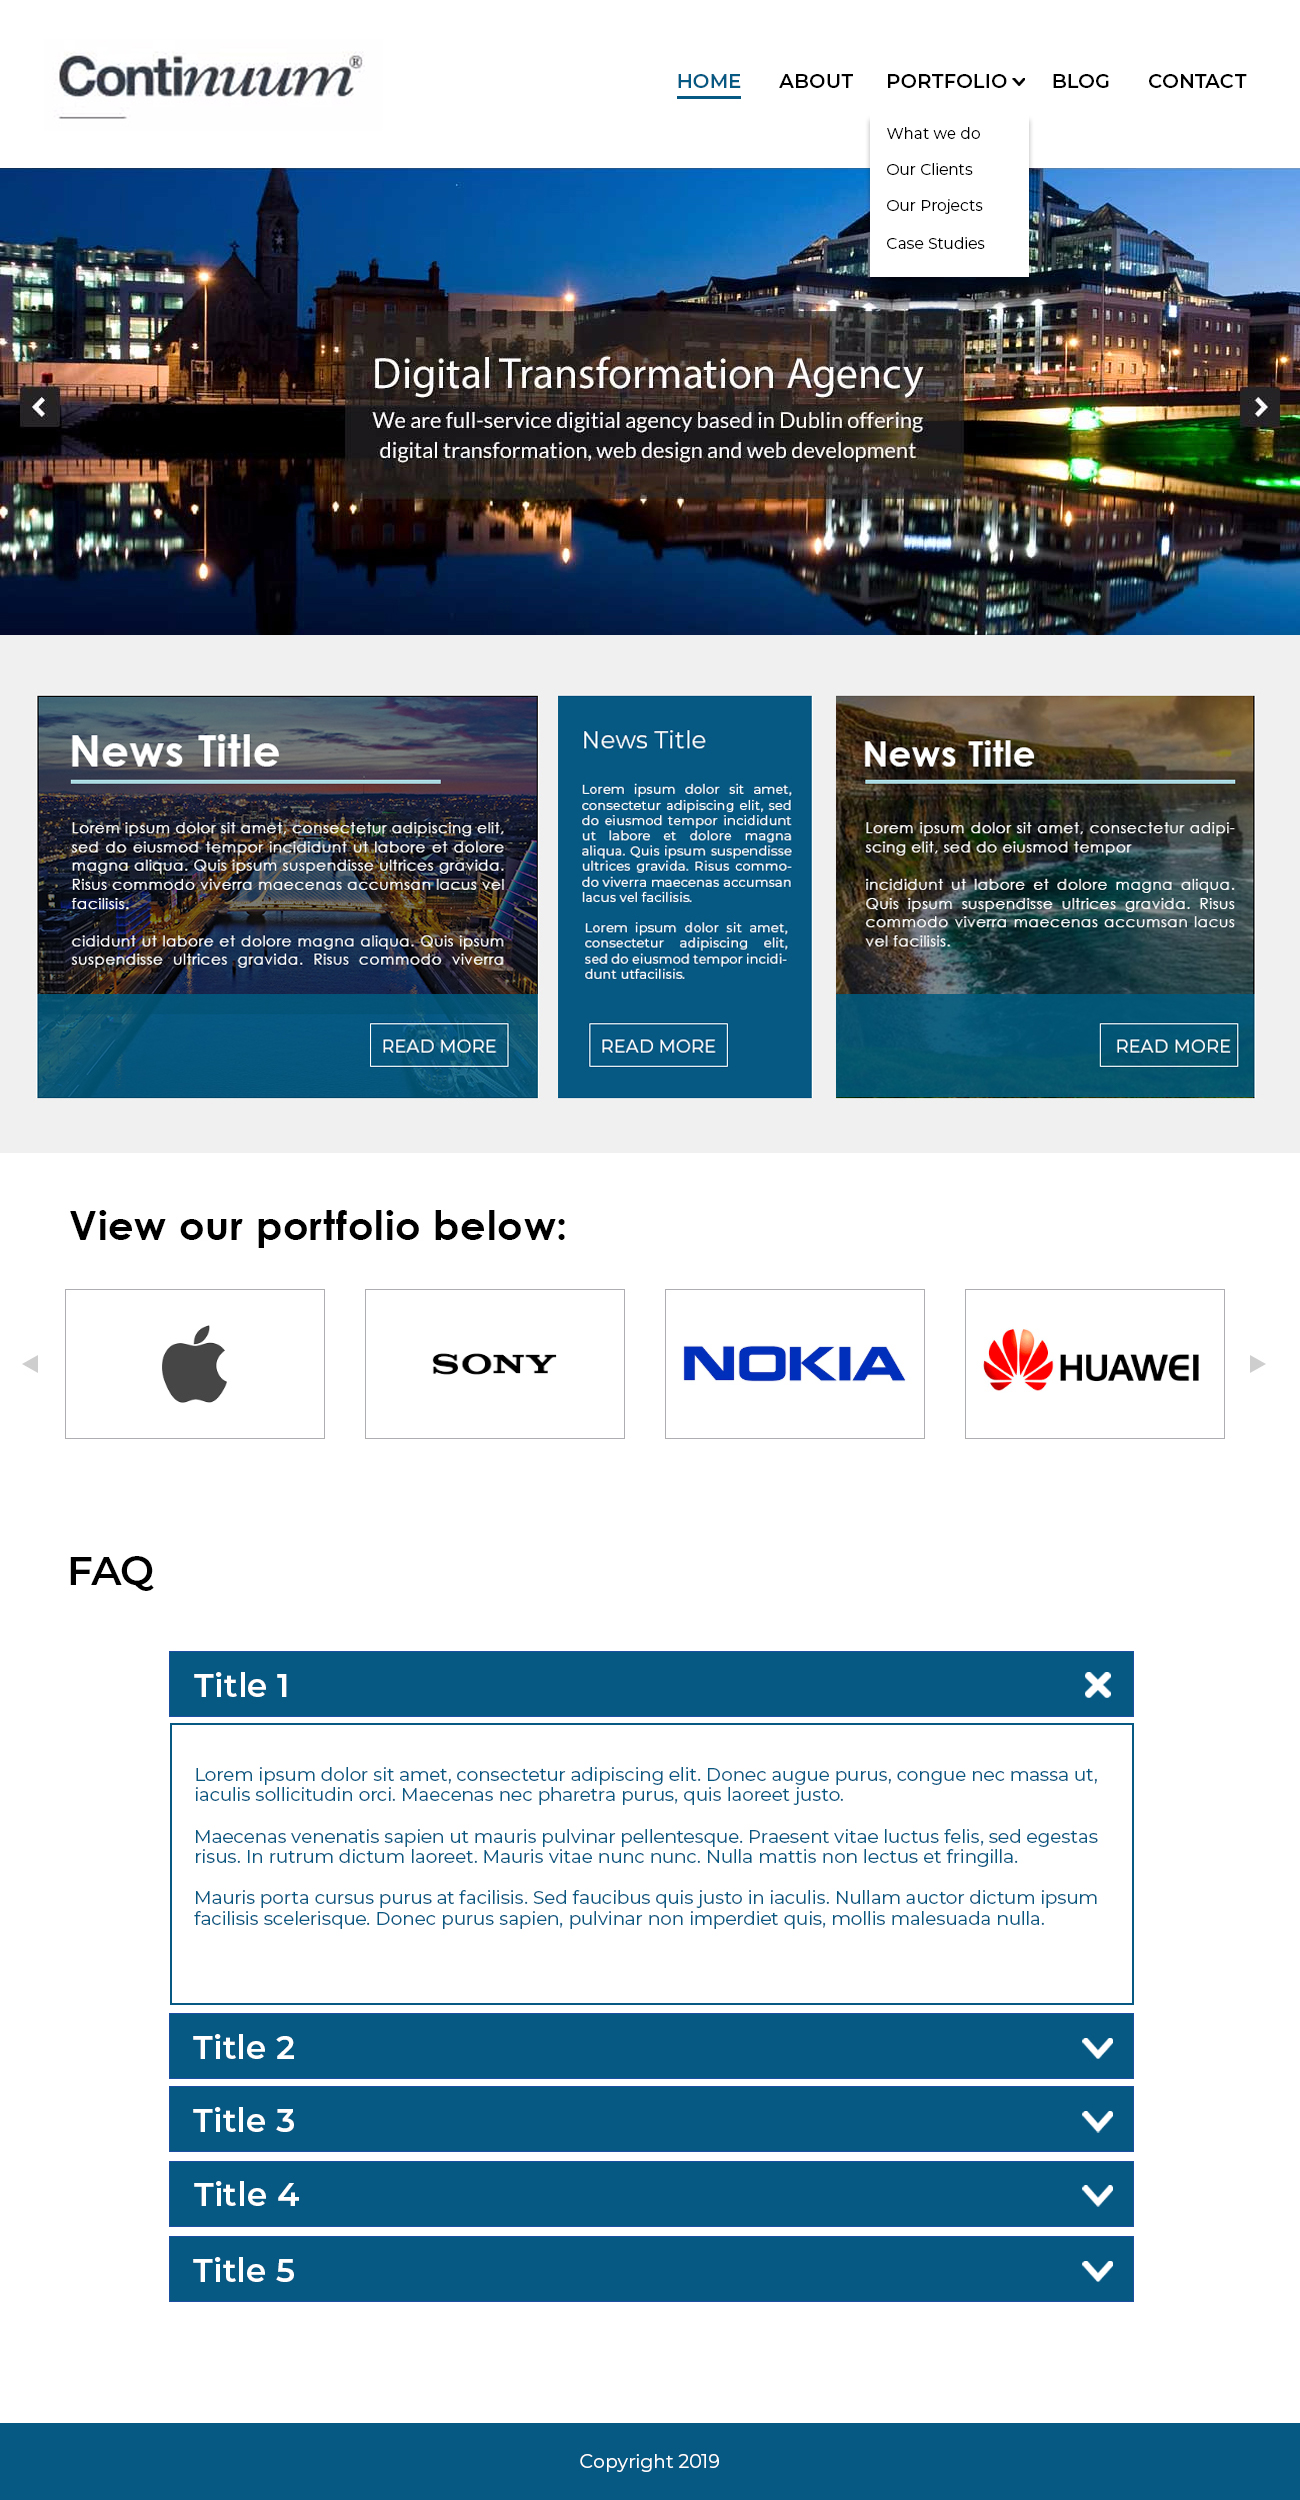 Continuum®
HOME
ABOUT
PORTFOLIO
BLOG
CONTACT
What we do
Our Clients
Our Projects
Case Studies
Digital Transformation Agency
We are full-service digitial agency based in Dublin offering
digital transformation, web design and web development
News Title
Lorem ipsum dolor sit amet, consectetur adipiscing elit,
sed do eiusmod tempor incididunt ut labore et dolore
magna aliqua. Quis ipsum suspendisse ultrices gravida.
Risus commodo viverra maecenas accumsan lacus vel
facilisis.
cididunt ut labore et dolore magna aliqua. Quis ipsum
suspendisse ultrices gravida. Risus commodo viverra
READ MORE
News Title
Lorem ipsum dolor sit amet,
consectetur adipiscing elit, sed
do eiusmod tempor incididunt
ut labore et dolore magna
aliqua. Quis ipsum suspendisse
ultrices gravida. Risus commo-
do viverra maecenas accumsan
lacus vel facilisis.
Lorem ipsum dolor sit amet,
consectetur adipiscing elit,
sed do eiusmod tempor incidi-
dunt utfacilisis.
READ MORE
News Title
Lorem ipsum dolor sit amet, consectetur adipi-
scing elit, sed do eiusmod tempor
incididunt ut labore et dolore magna aliqua.
Quis ipsum suspendisse ultrices gravida. Risus
commodo viverra maecenas accumsan lacus
vel facilisis.
READ MORE
View our portfolio below:
SONY
NOKIA
HUAWEI
FAQ
Title 1
Lorem ipsum dolor sit amet, consectetur adipiscing elit. Donec augue purus, congue nec massa ut,
iaculis sollicitudin orci. Maecenas nec pharetra purus, quis laoreet justo.
Maecenas venenatis sapien ut mauris pulvinar pellentesque. Praesent vitae luctus felis, sed egestas
risus. In rutrum dictum laoreet. Mauris vitae nunc nunc. Nulla mattis non lectus et fringilla.
Mauris porta cursus purus at facilisis. Sed faucibus quis justo in iaculis. Nullam auctor dictum ipsum
facilisis scelerisque. Donec purus sapien, pulvinar non imperdiet quis, mollis malesuada nulla.
Title 2
Title 3
Title 4
Title 5
Copyright 2019